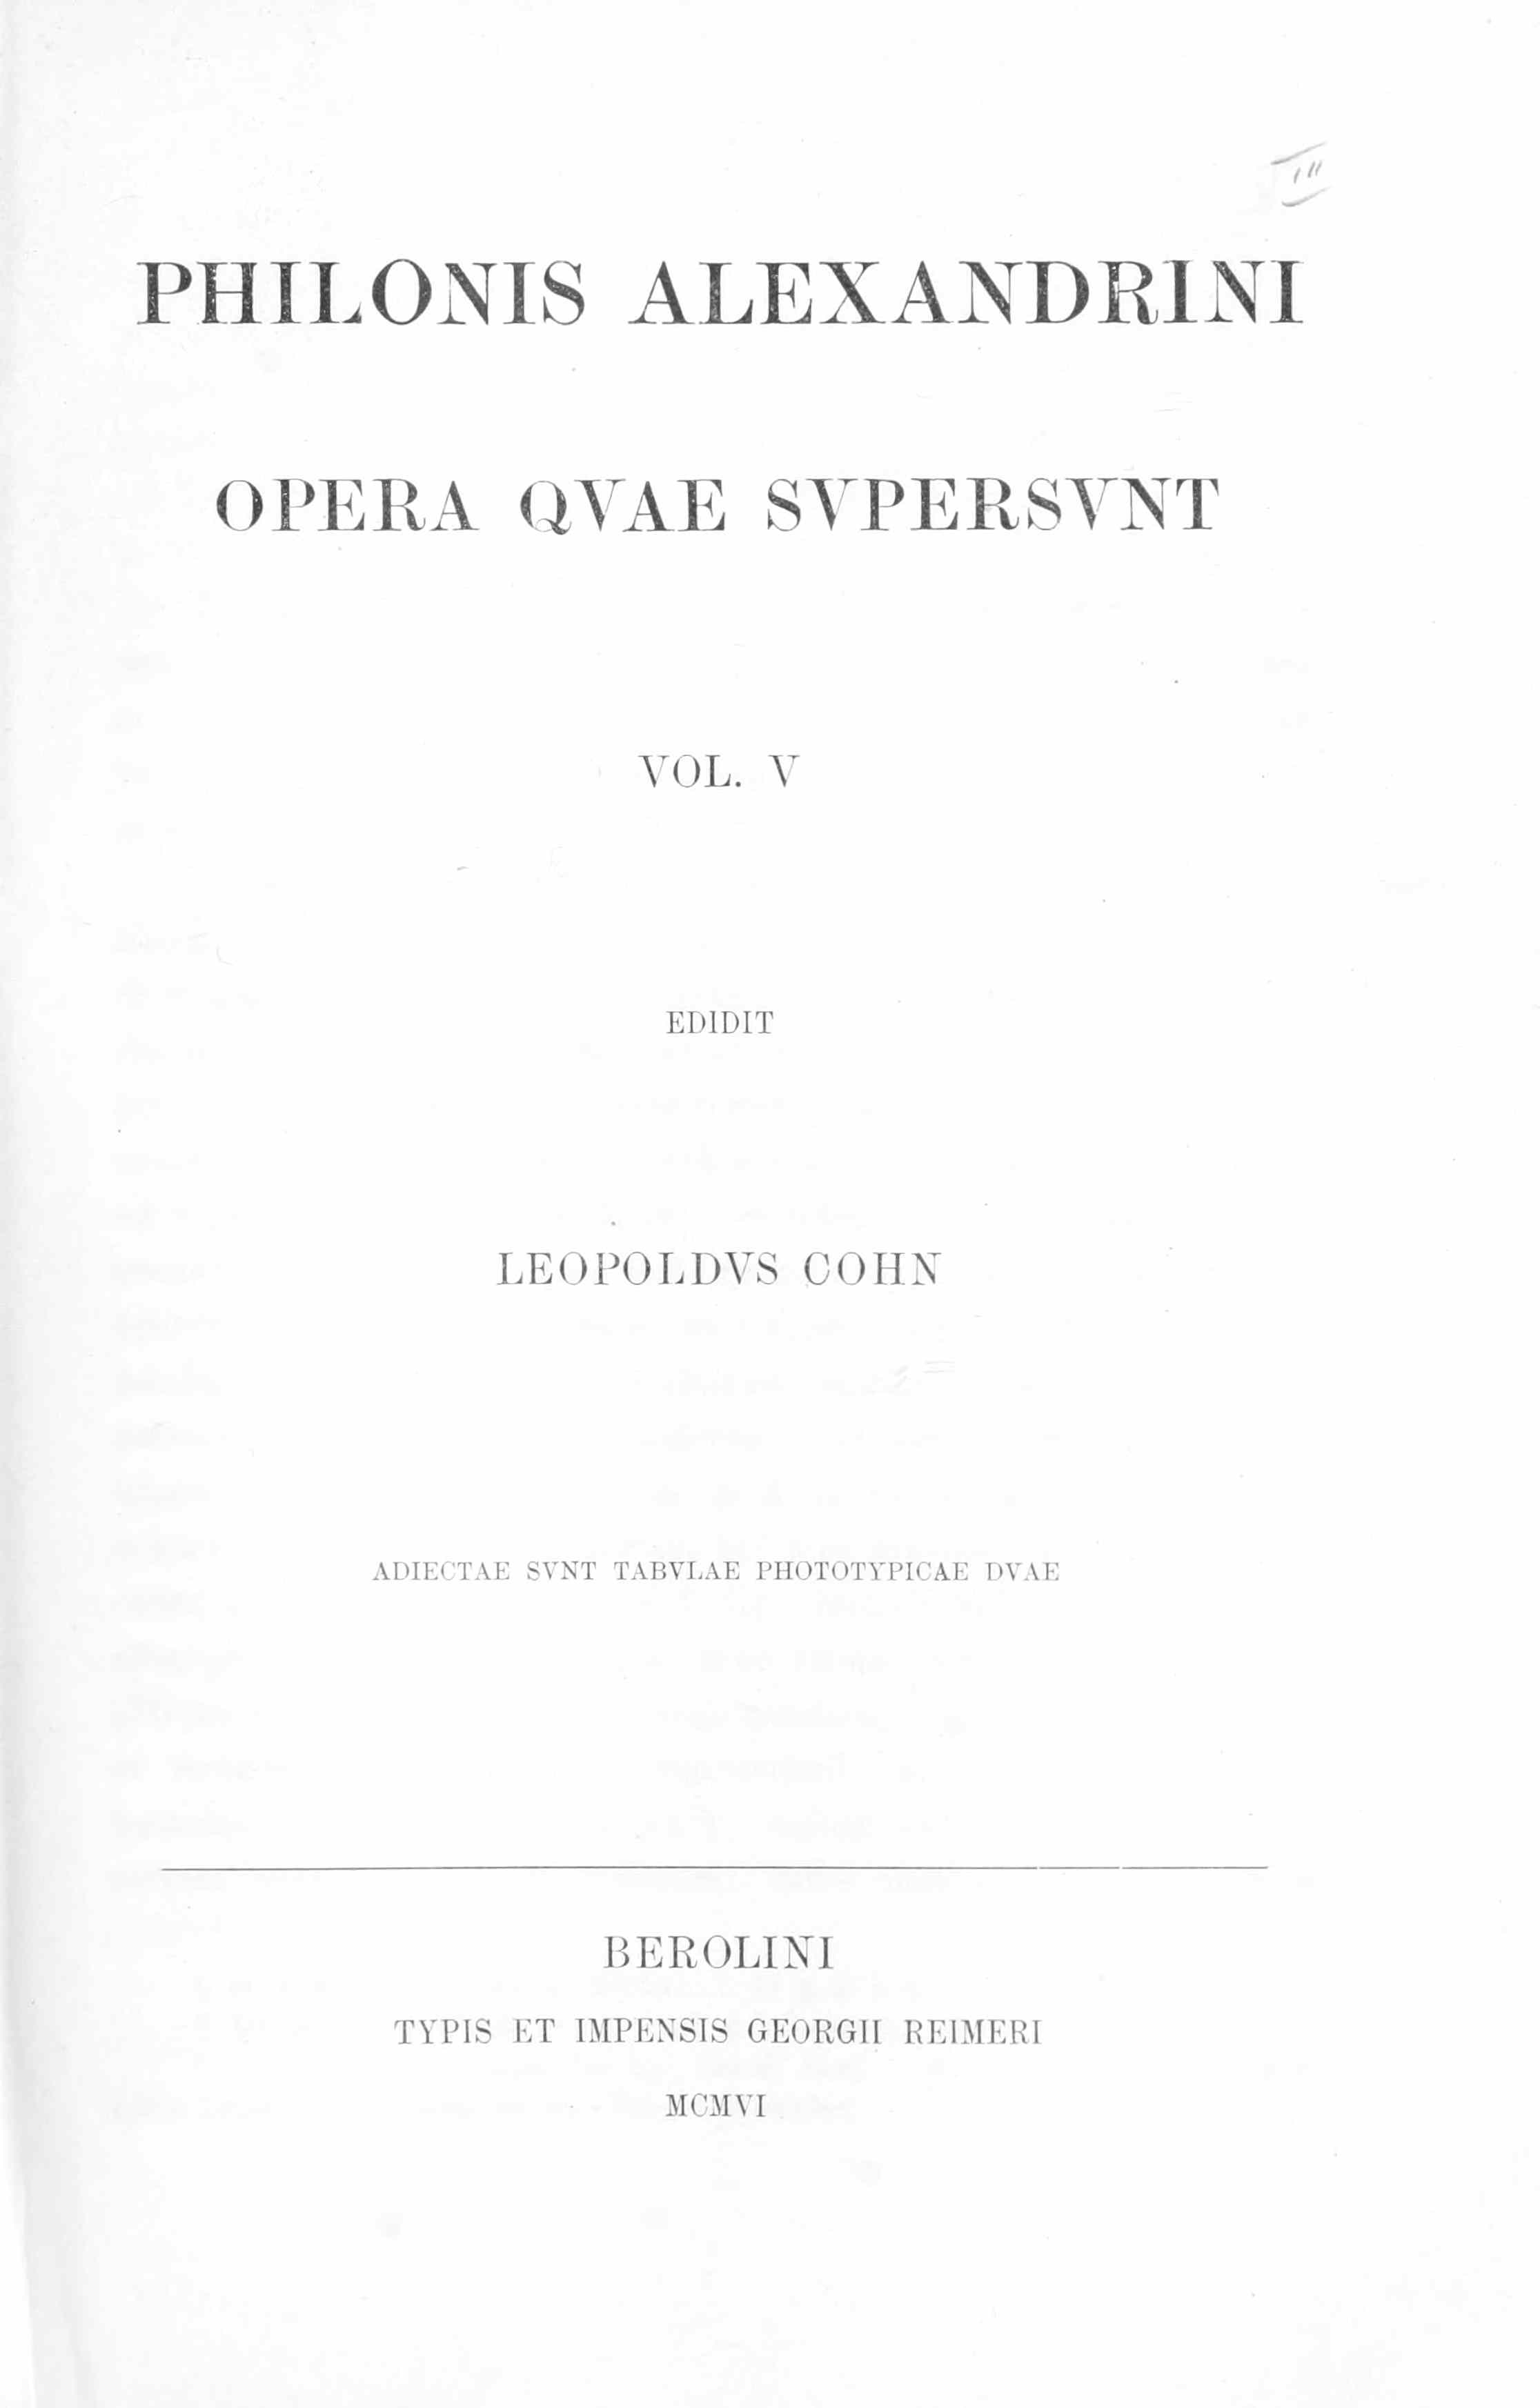 PHILONIS ALEXANDRINI
OPERA QVAE SVPERSVNT
VOL. V
EDIDIT
LEOPOLDVS COHN
ADIECTAE SVNT TABVLAE PHOTOTYPICAE DVAE
BEROLINI
TYPIS ET IMPENSIS GEORGII REIMERI
MCMVI